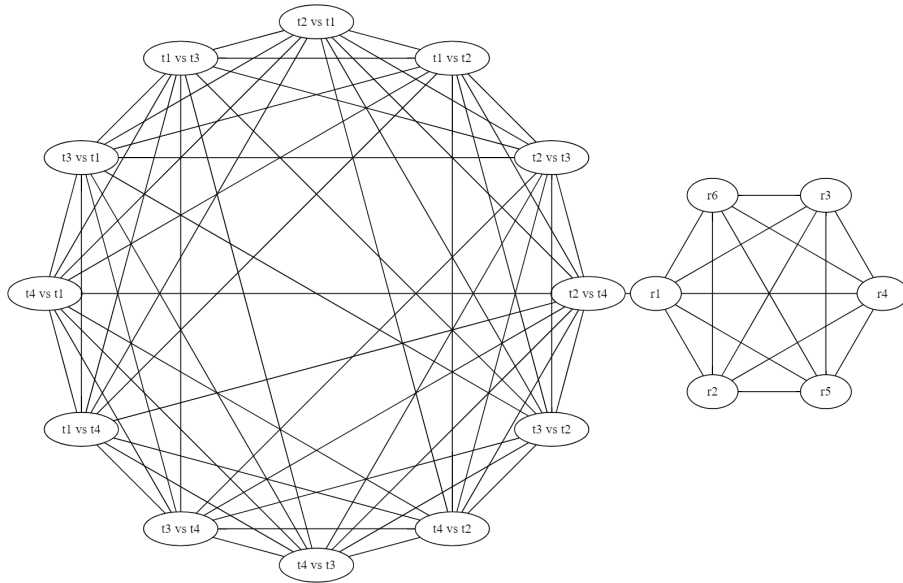 t2 vs t1
t1 vs t3
t1 vs t2
t3 vs t1
t2 vs t3
r6
r3
t4 vs t1
t2 vs t4
r1
r4
r2
r5
t1 vs t4
t3 vs t2
t3 vs t4
t4 vs t2
t4 vs t3